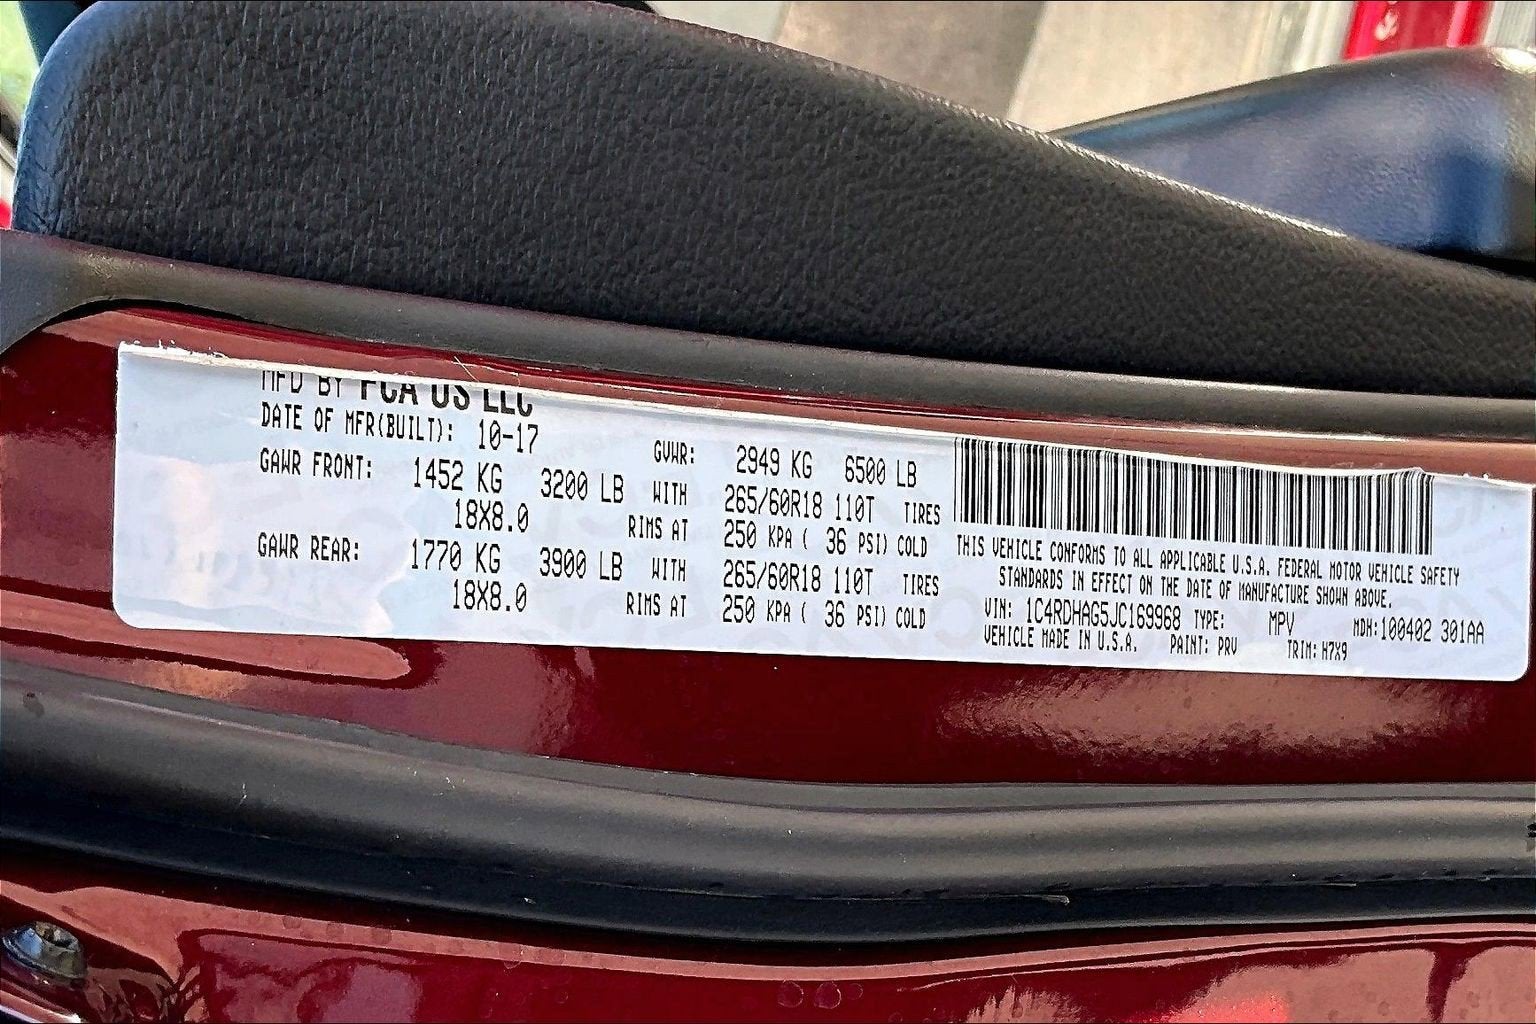 MFD BY FCA US LLC
DATE OF MFR(BUILT): 10-17
GVWR: 2949 KG 6500 LB
GAWR FRONT: 1452 KG 3200 LB WITH 265/60R18 110T TIRES
18X8.0 RIMS AT 250 KPA ( 36 PSI) COLD
GAWR REAR: 1770 KG 3900 LB WITH 265/60R18 110T TIRES
18X8.0 RIMS AT 250 KPA ( 36 PSI) COLD
THIS VEHICLE CONFORMS TO ALL APPLICABLE U.S.A. FEDERAL MOTOR VEHICLE SAFETY
STANDARDS IN EFFECT ON THE DATE OF MANUFACTURE SHOWN ABOVE.
VIN: 1C4RDHAG5JC169968 TYPE: MPV MDH:100402 301AA
VEHICLE MADE IN U.S.A. PAINT: PRV TRIM: H7X9